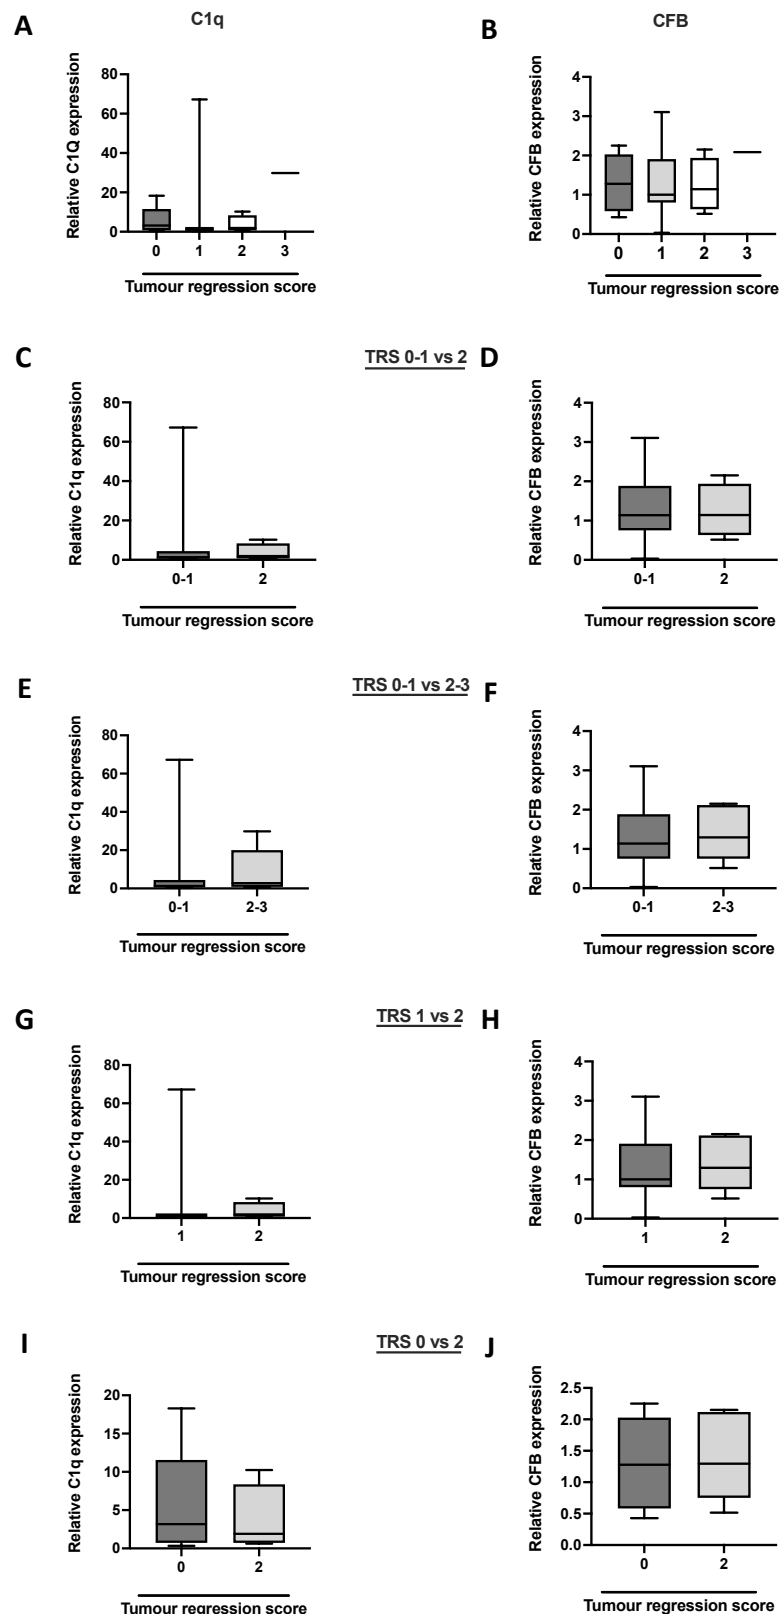 A
C1q
Relative C1Q expression
80
60
40
20
0
0 1 2 3
Tumour regression score
B
CFB
Relative CFB expression
4
3
2
1
0
0 1 2 3
Tumour regression score
TRS 0-1 vs 2
C
Relative C1q expression
80
60
40
20
0
0-1 2
Tumour regression score
D
Relative CFB expression
4
3
2
1
0
0-1 2
Tumour regression score
TRS 0-1 vs 2-3
E
Relative C1q expression
80
60
40
20
0
0-1 2-3
Tumour regression score
F
Relative CFB expression
4
3
2
1
0
0-1 2-3
Tumour regression score
TRS 1 vs 2
G
Relative C1q expression
80
60
40
20
0
1 2
Tumour regression score
H
Relative CFB expression
4
3
2
1
0
1 2
Tumour regression score
TRS 0 vs 2
I
Relative C1q expression
20
15
10
5
0
0 2
Tumour regression score
J
Relative CFB expression
2.5
2.0
1.5
1.0
0.5
0.0
0 2
Tumour regression score